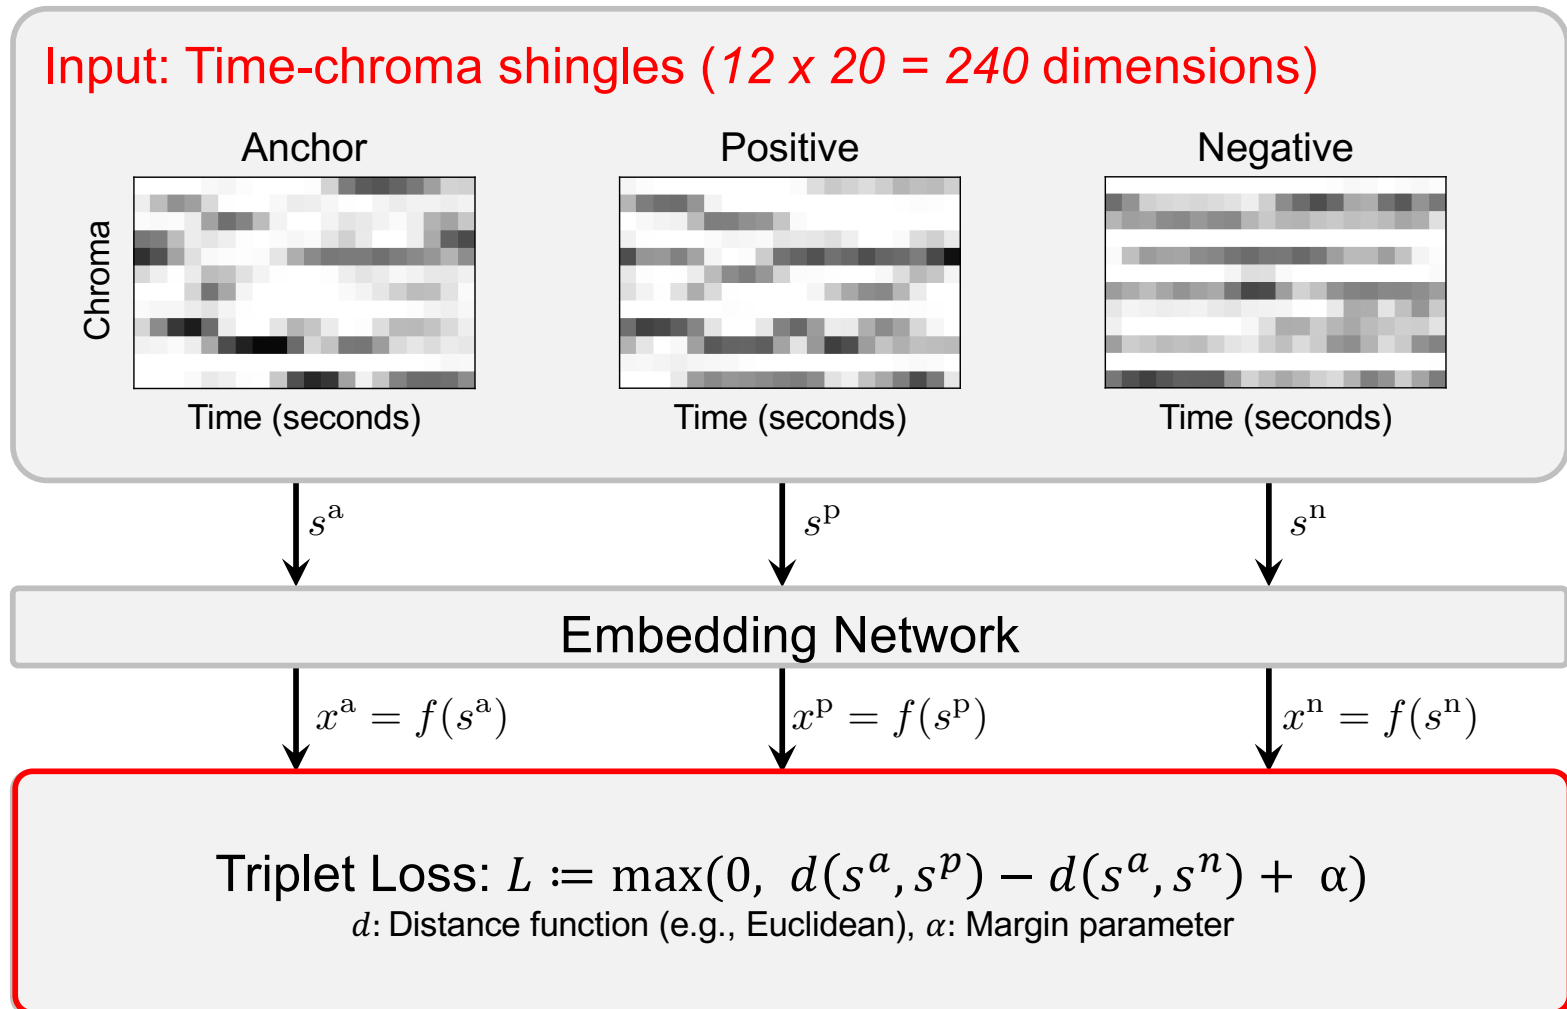 Input: Time-chroma shingles (12 x 20 = 240 dimensions)
Anchor Positive Negative
Chroma
Time (seconds) Time (seconds) Time (seconds)
s^a s^p s^n
Embedding Network
x^a = f(s^a) x^p = f(s^p) x^n = f(s^n)
Triplet Loss: L ≔ max(0, d(s^a, s^p) − d(s^a, s^n) + α)
d: Distance function (e.g., Euclidean), α: Margin parameter